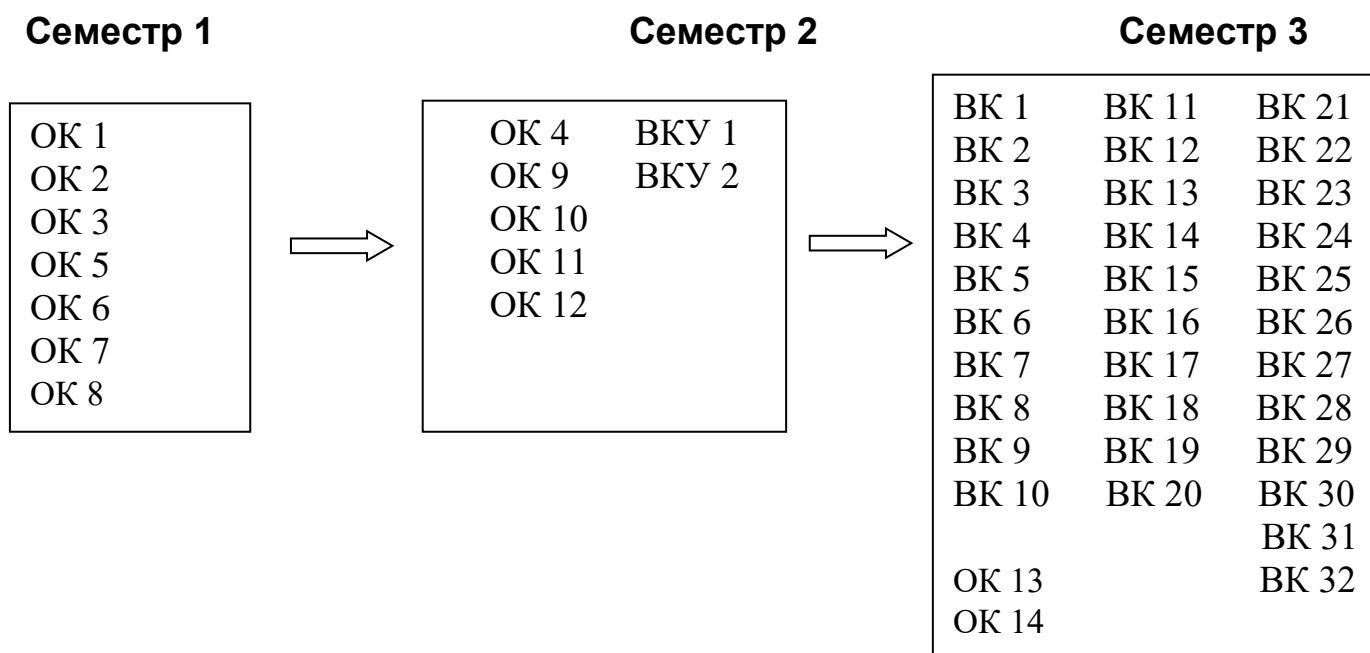 Семестр 1 Семестр 2 Семестр 3
ОК 1
ОК 2
ОК 3
ОК 5
ОК 6
ОК 7
ОК 8
ОК 4 ВКУ 1
ОК 9 ВКУ 2
ОК 10
ОК 11
ОК 12
ВК 1 ВК 11 ВК 21
ВК 2 ВК 12 ВК 22
ВК 3 ВК 13 ВК 23
ВК 4 ВК 14 ВК 24
ВК 5 ВК 15 ВК 25
ВК 6 ВК 16 ВК 26
ВК 7 ВК 17 ВК 27
ВК 8 ВК 18 ВК 28
ВК 9 ВК 19 ВК 29
ВК 10 ВК 20 ВК 30
ВК 31
ОК 13 ВК 32
ОК 14